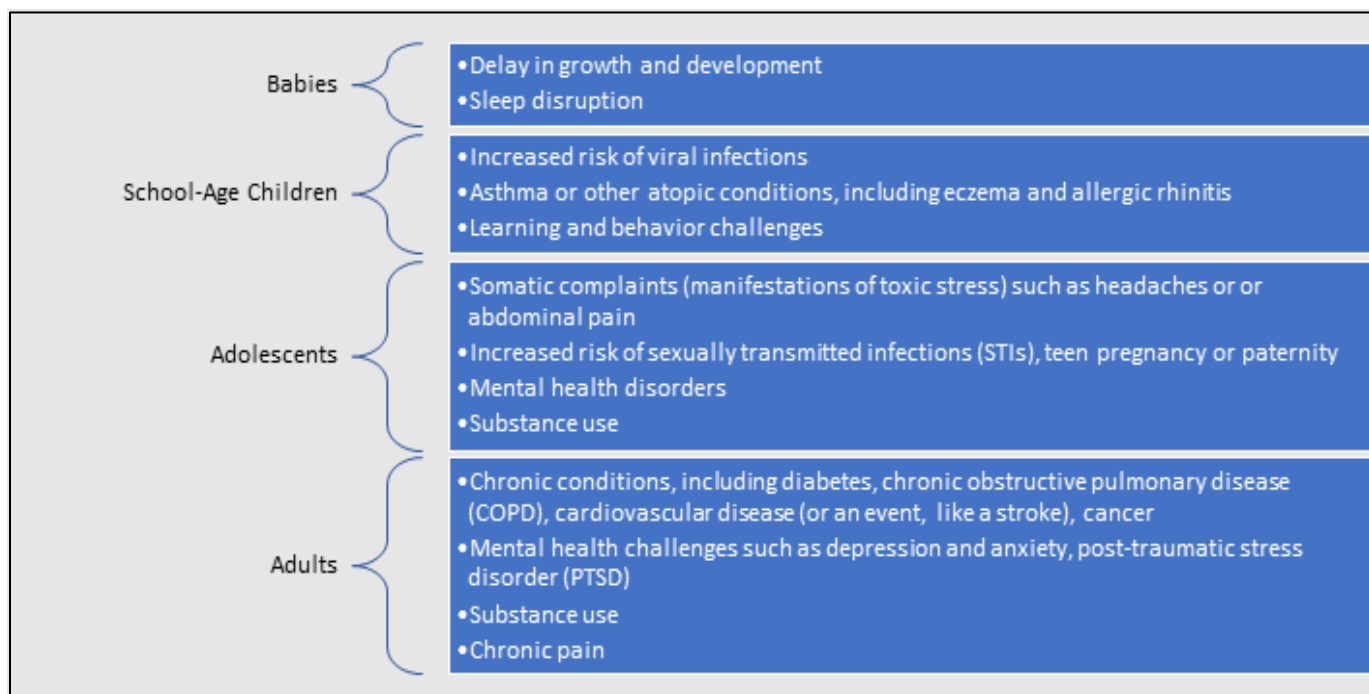 Babies
•Delay in growth and development
•Sleep disruption
School-Age Children
•Increased risk of viral infections
•Asthma or other atopic conditions, including eczema and allergic rhinitis
•Learning and behavior challenges
Adolescents
•Somatic complaints (manifestations of toxic stress) such as headaches or or
abdominal pain
•Increased risk of sexually transmitted infections (STIs), teen pregnancy or paternity
•Mental health disorders
•Substance use
Adults
•Chronic conditions, including diabetes, chronic obstructive pulmonary disease
(COPD), cardiovascular disease (or an event, like a stroke), cancer
•Mental health challenges such as depression and anxiety, post-traumatic stress
disorder (PTSD)
•Substance use
•Chronic pain